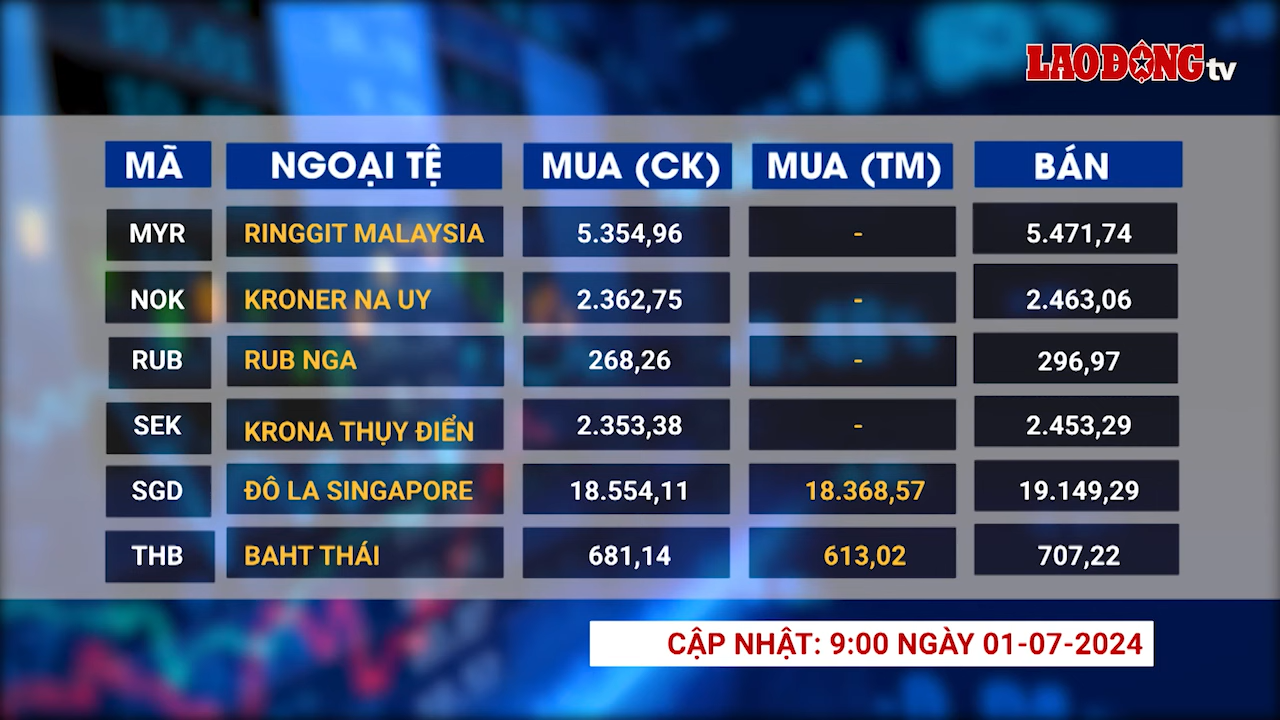 LAO ĐỘNG tv
MÃ NGOẠI TỆ MUA (CK) MUA (TM) BÁN
MYR RINGGIT MALAYSIA 5.354,96 - 5.471,74
NOK KRONER NA UY 2.362,75 - 2.463,06
RUB RUB NGA 268,26 - 296,97
SEK KRONA THỤY ĐIỂN 2.353,38 - 2.453,29
SGD ĐÔ LA SINGAPORE 18.554,11 18.368,57 19.149,29
THB BAHT THÁI 681,14 613,02 707,22
CẬP NHẬT: 9:00 NGÀY 01-07-2024